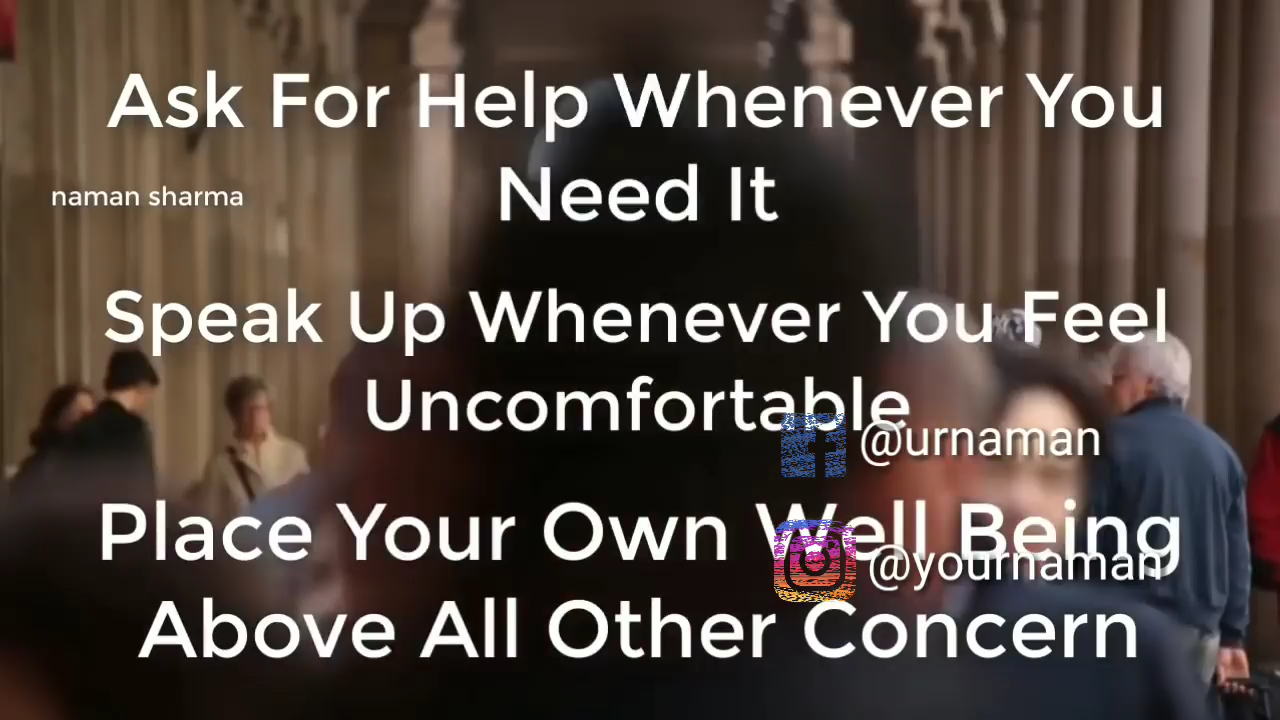 Ask For Help Whenever You
Need It
naman sharma
Speak Up Whenever You Feel
Uncomfortable
@urnaman
Place Your Own Well Being
@yournaman
Above All Other Concern